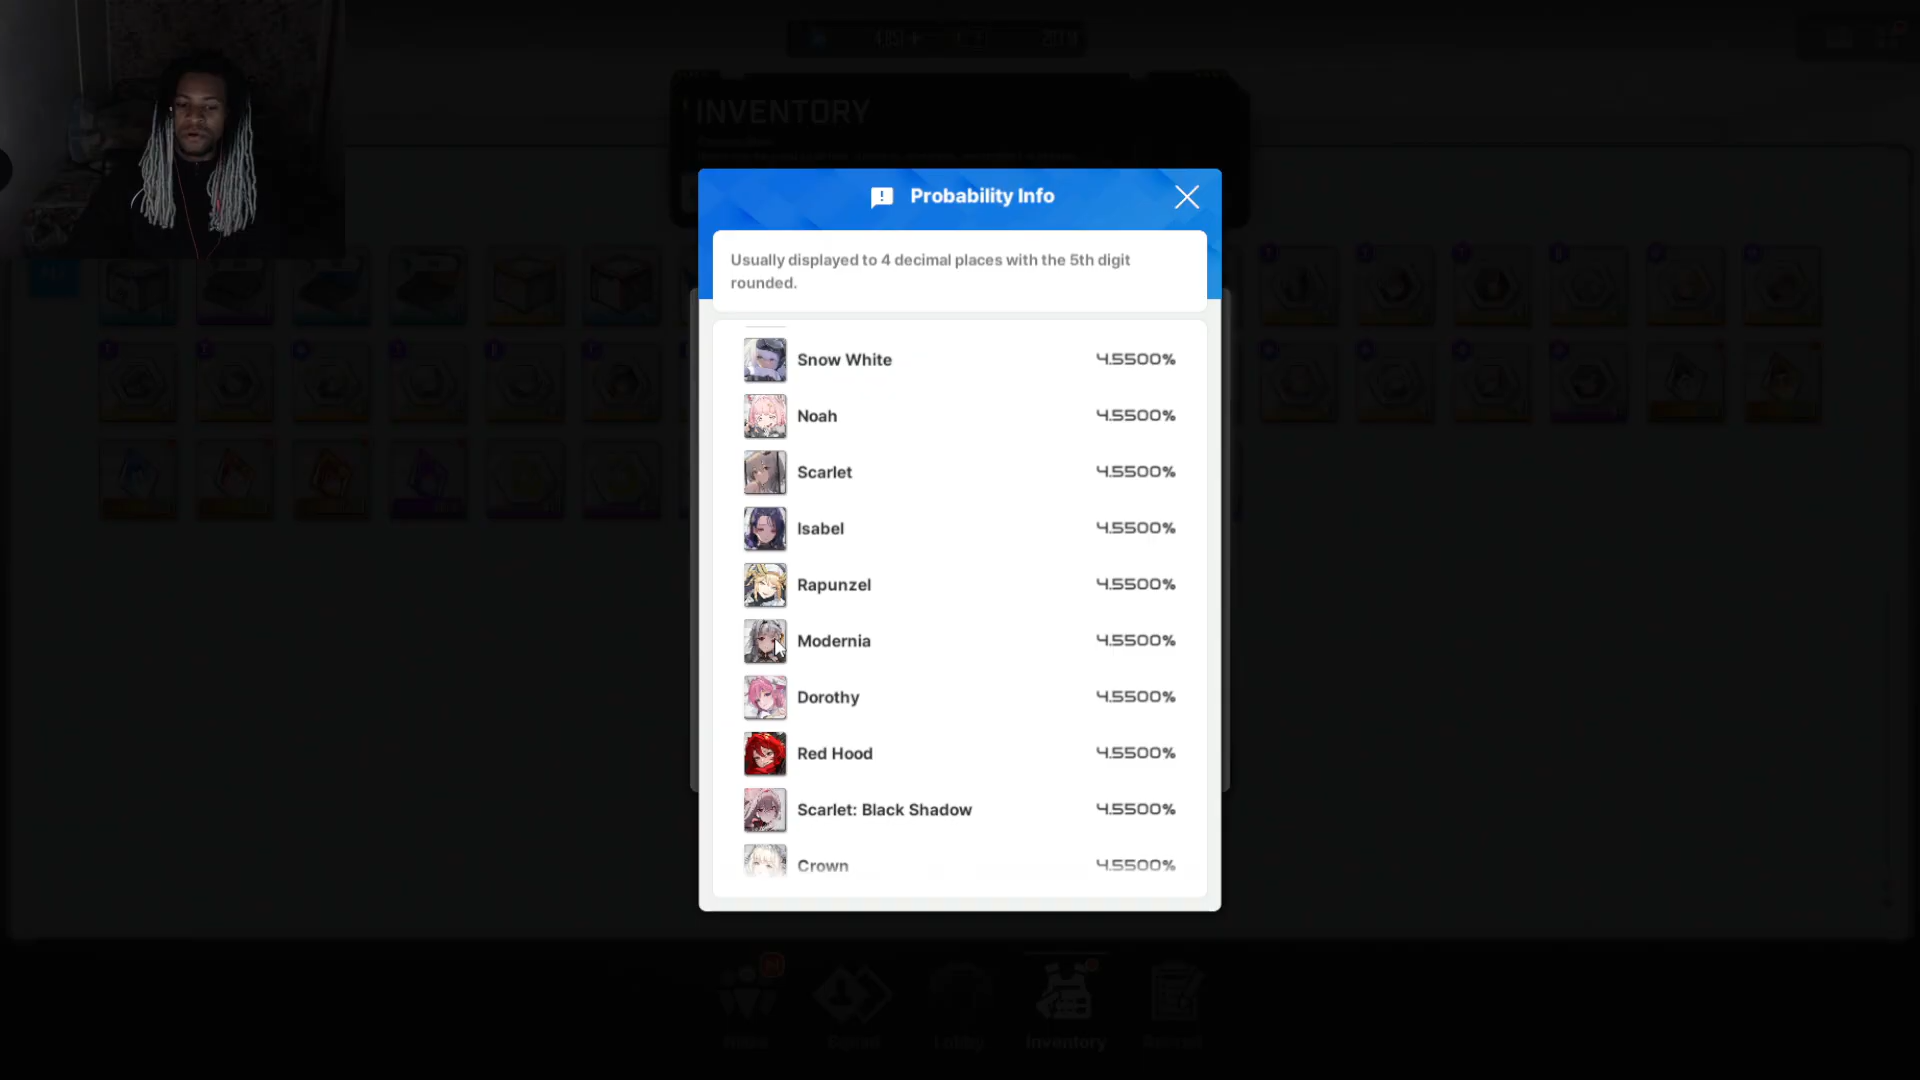 INVENTORY
Probability Info
Usually displayed to 4 decimal places with the 5th digit
rounded.
Snow White 4.5500%
Noah 4.5500%
Scarlet 4.5500%
Isabel 4.5500%
Rapunzel 4.5500%
Modernia 4.5500%
Dorothy 4.5500%
Red Hood 4.5500%
Scarlet: Black Shadow 4.5500%
Crown 4.5500%
Squad Lobby Inventory